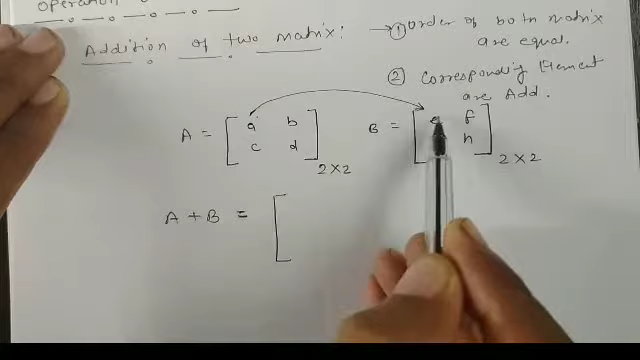 operation
Addition of two matrix: → ① order of both matrix
are equal.
② Corresponding Element
are Add.
A = [ a b
c d ] 2×2
B = [ e f
h ] 2×2
A + B = [